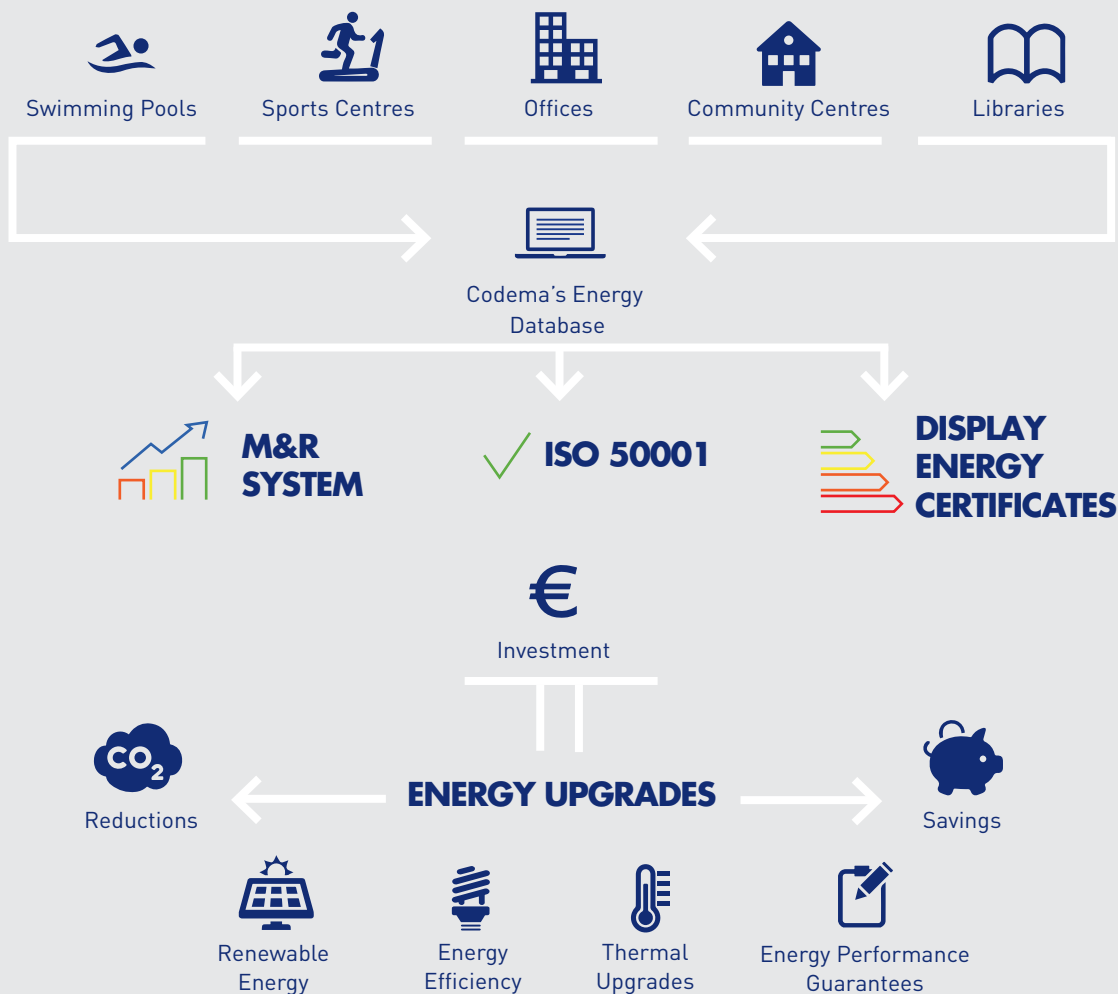 Swimming Pools
Sports Centres
Offices
Community Centres
Libraries
Codema's Energy
Database
M&R
SYSTEM
ISO 50001
DISPLAY
ENERGY
CERTIFICATES
€
Investment
CO2
Reductions
ENERGY UPGRADES
Savings
Renewable
Energy
Energy
Efficiency
Thermal
Upgrades
Energy Performance
Guarantees